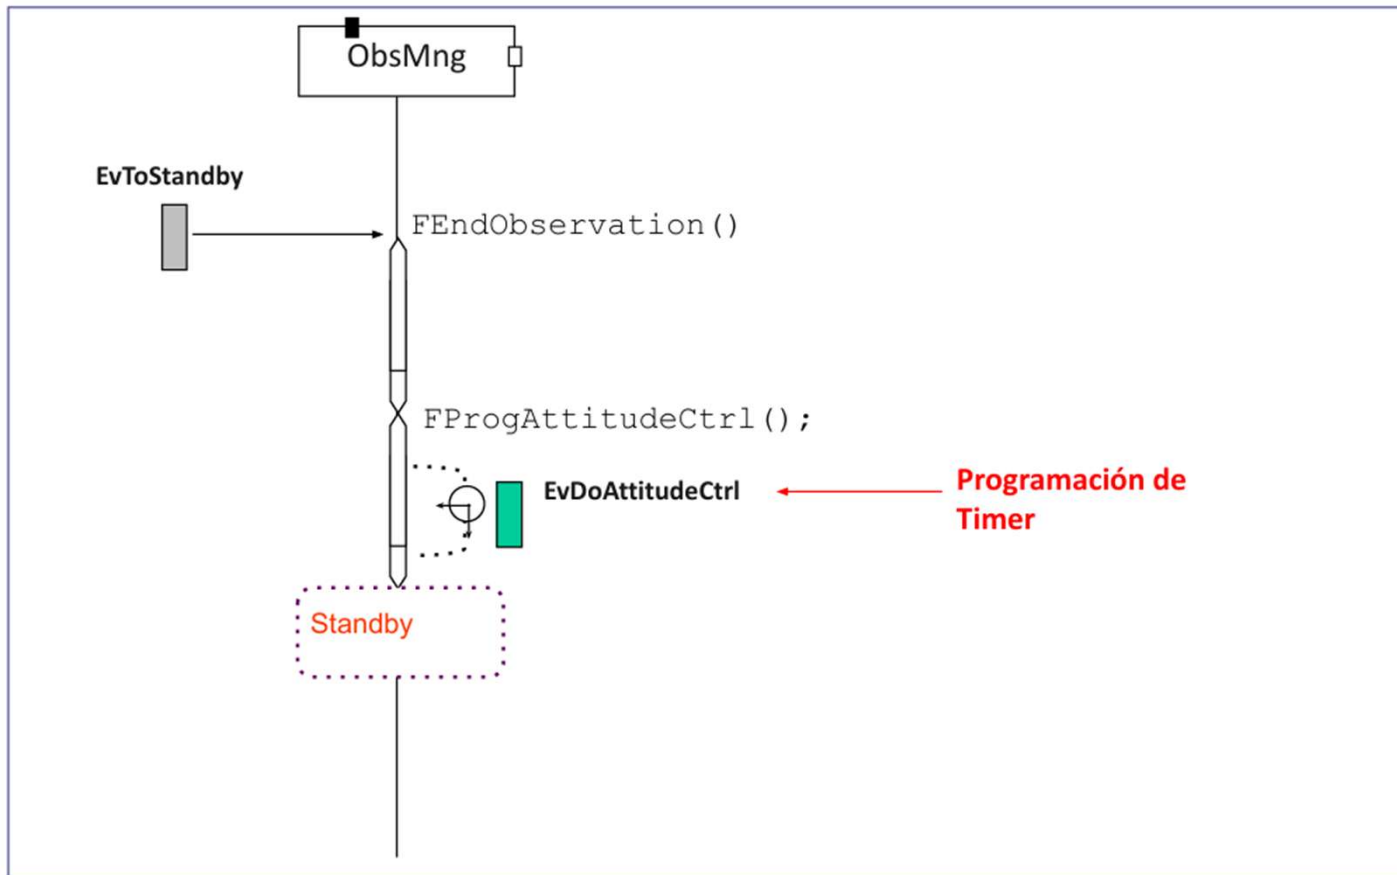 ObsMng
EvToStandby
FEndObservation()
FProgAttitudeCtrl();
EvDoAttitudeCtrl
Programación de
Timer
Standby